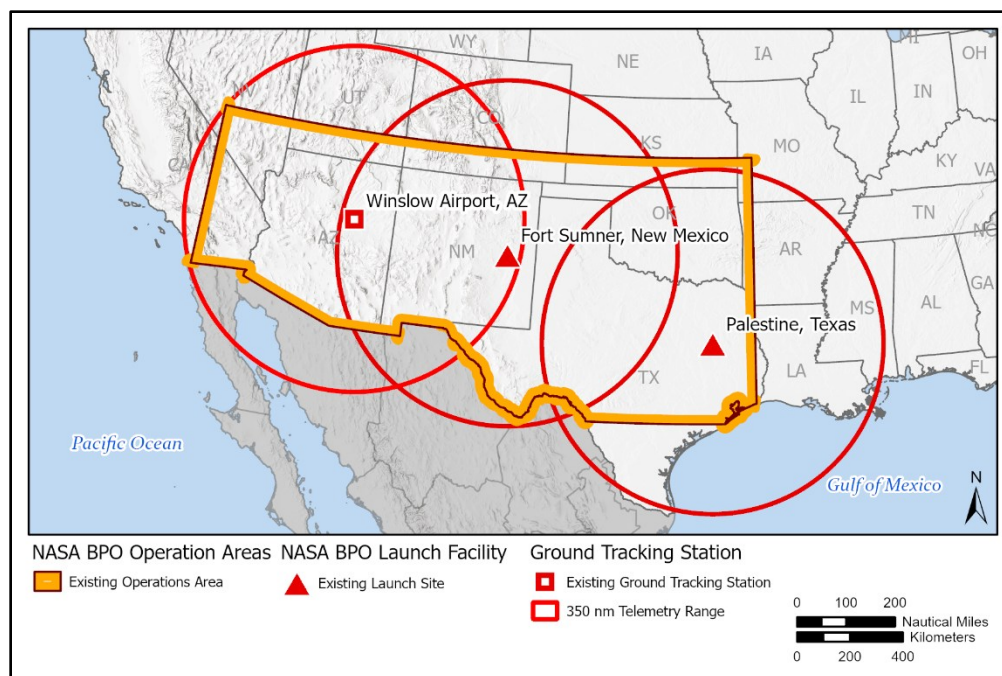 WY
NE
IA
MI
OH
NV
UT
CO
IL
IN
CA
KS
MO
KY
VA
Winslow Airport, AZ
AZ
NM
OK
TN
NC
Fort Sumner, New Mexico
AR
MS
AL
GA
Palestine, Texas
TX
LA
FL
Pacific Ocean
Gulf of Mexico
N
NASA BPO Operation Areas
Existing Operations Area
NASA BPO Launch Facility
Existing Launch Site
Ground Tracking Station
Existing Ground Tracking Station
350 nm Telemetry Range
0 100 200
Nautical Miles
Kilometers
0 200 400